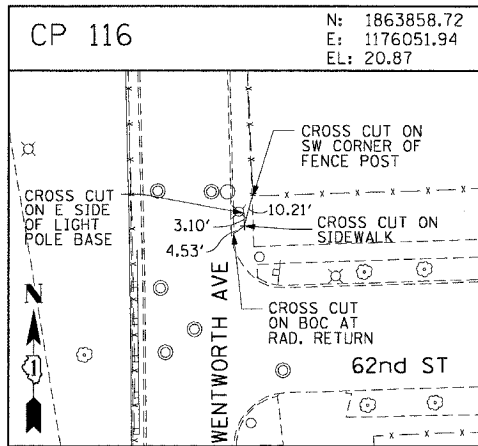 CP 116
N: 1863858.72
E: 1176051.94
EL: 20.87
CROSS CUT ON
SW CORNER OF
FENCE POST
CROSS CUT
ON E SIDE
OF LIGHT
POLE BASE
10.21'
3.10'
4.53'
CROSS CUT ON
SIDEWALK
CROSS CUT
ON BOC AT
RAD. RETURN
N
1
WENTWORTH AVE
62nd ST